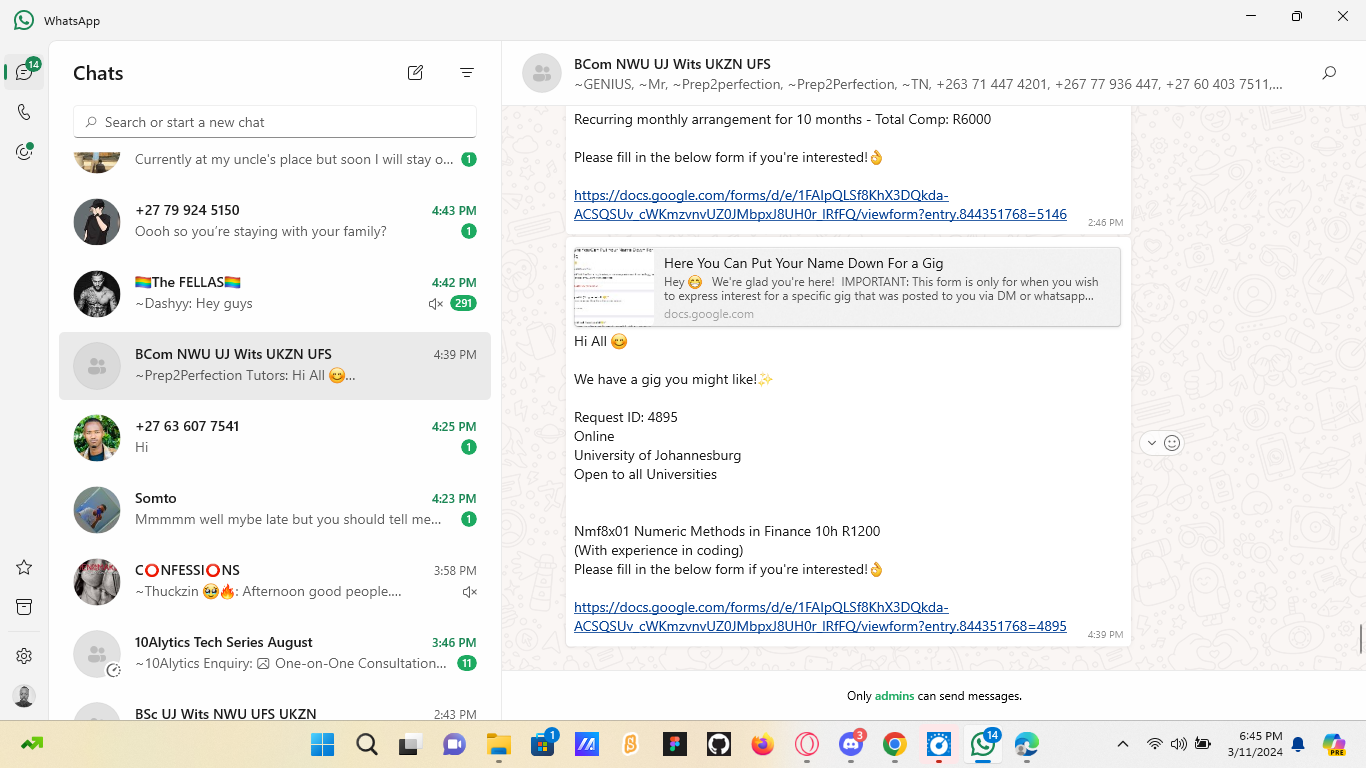 WhatsApp
14
Chats
Search or start a new chat
Currently at my uncle's place but soon I will stay o...
1
+27 79 924 5150
4:43 PM
Oooh so you're staying with your family?
1
🏳️‍🌈The FELLAS🏳️‍🌈
4:42 PM
~Dashyy: Hey guys
291
BCom NWU UJ Wits UKZN UFS
4:39 PM
~Prep2Perfection Tutors: Hi All 😊...
+27 63 607 7541
4:25 PM
Hi
1
Somto
4:23 PM
Mmmmm well mybe late but you should tell me...
1
C⭕NFESSI⭕NS
3:58 PM
~Thuckzin 🥹🔥: Afternoon good people....
10Alytics Tech Series August
3:46 PM
~10Alytics Enquiry: One-on-One Consultation...
11
BSc UJ Wits NWU UFS UKZN
2:43 PM
BCom NWU UJ Wits UKZN UFS
~GENIUS, ~Mr, ~Prep2perfection, ~Prep2Perfection, ~TN, +263 71 447 4201, +267 77 936 447, +27 60 403 7511,...
Recurring monthly arrangement for 10 months - Total Comp: R6000
Please fill in the below form if you're interested!👌
https://docs.google.com/forms/d/e/1FAIpQLSf8KhX3DQkda-
ACSQSUv_cWKmzvnvUZ0JMbpxJ8UH0r_lRfFQ/viewform?entry.844351768=5146
2:46 PM
Here You Can Put Your Name Down For a Gig
Hey 😁 We're glad you're here! IMPORTANT: This form is only for when you wish
to express interest for a specific gig that was posted to you via DM or whatsapp...
docs.google.com
Hi All 😊
We have a gig you might like!✨
Request ID: 4895
Online
University of Johannesburg
Open to all Universities
Nmf8x01 Numeric Methods in Finance 10h R1200
(With experience in coding)
Please fill in the below form if you're interested!👌
https://docs.google.com/forms/d/e/1FAIpQLSf8KhX3DQkda-
ACSQSUv_cWKmzvnvUZ0JMbpxJ8UH0r_lRfFQ/viewform?entry.844351768=4895
4:39 PM
Only admins can send messages.
1
3
14
6:45 PM
3/11/2024
PRE